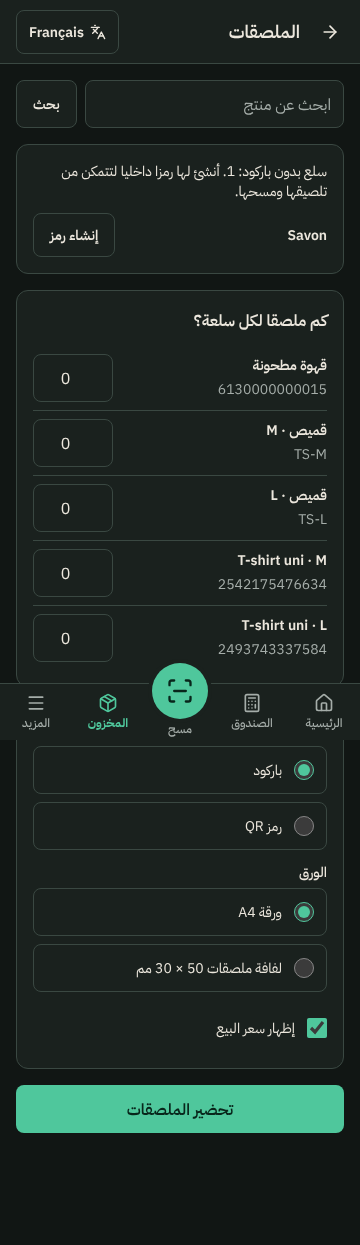 الملصقات
Français
ابحث عن منتج
بحث
سلع بدون باركود: 1. أنشئ لها رمزا داخليا لتتمكن من
تلصيقها ومسحها.
Savon
إنشاء رمز
كم ملصقا لكل سلعة؟
قهوة مطحونة
6130000000015
0
قميص · M
TS-M
0
قميص · L
TS-L
0
T-shirt uni · M
2542175476634
0
T-shirt uni · L
2493743337584
0
الرئيسية
الصندوق
مسح
المخزون
المزيد
باركود
رمز QR
الورق
ورقة A4
لفافة ملصقات 50 × 30 مم
إظهار سعر البيع
تحضير الملصقات